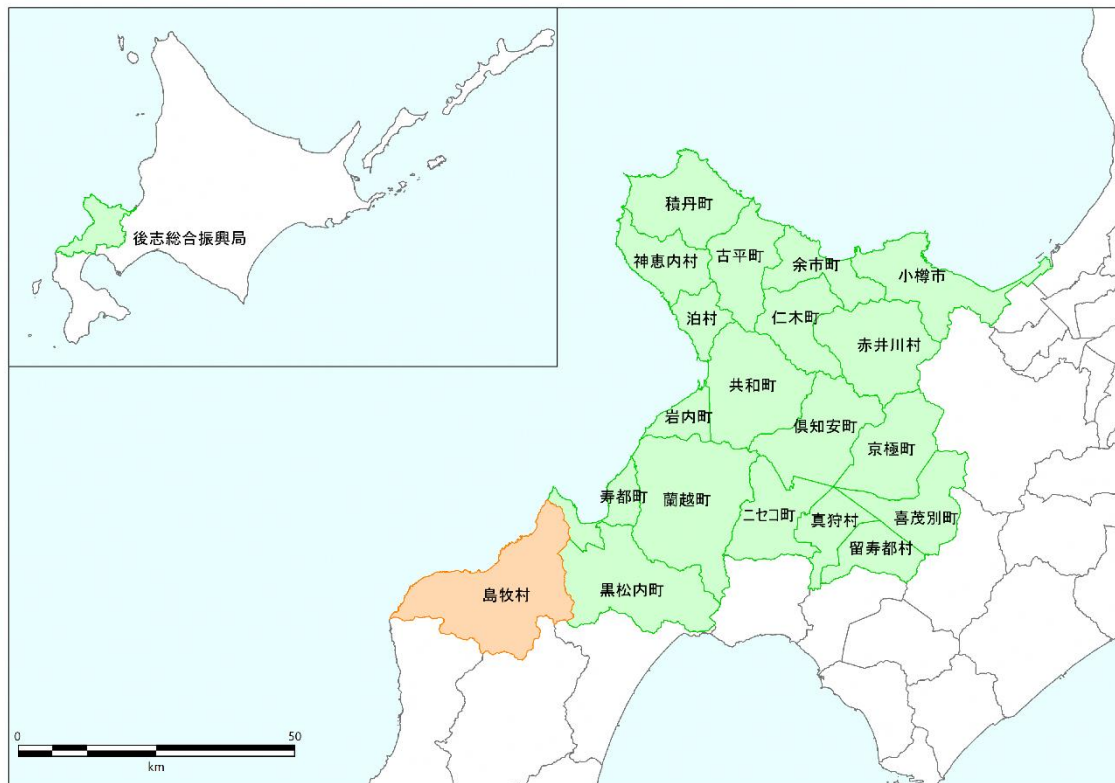 後志総合振興局
積丹町
神恵内村
古平町
余市町
小樽市
泊村
仁木町
赤井川村
共和町
岩内町
倶知安町
京極町
寿都町
蘭越町
ニセコ町
真狩村
喜茂別町
留寿都村
島牧村
黒松内町
0
50
km